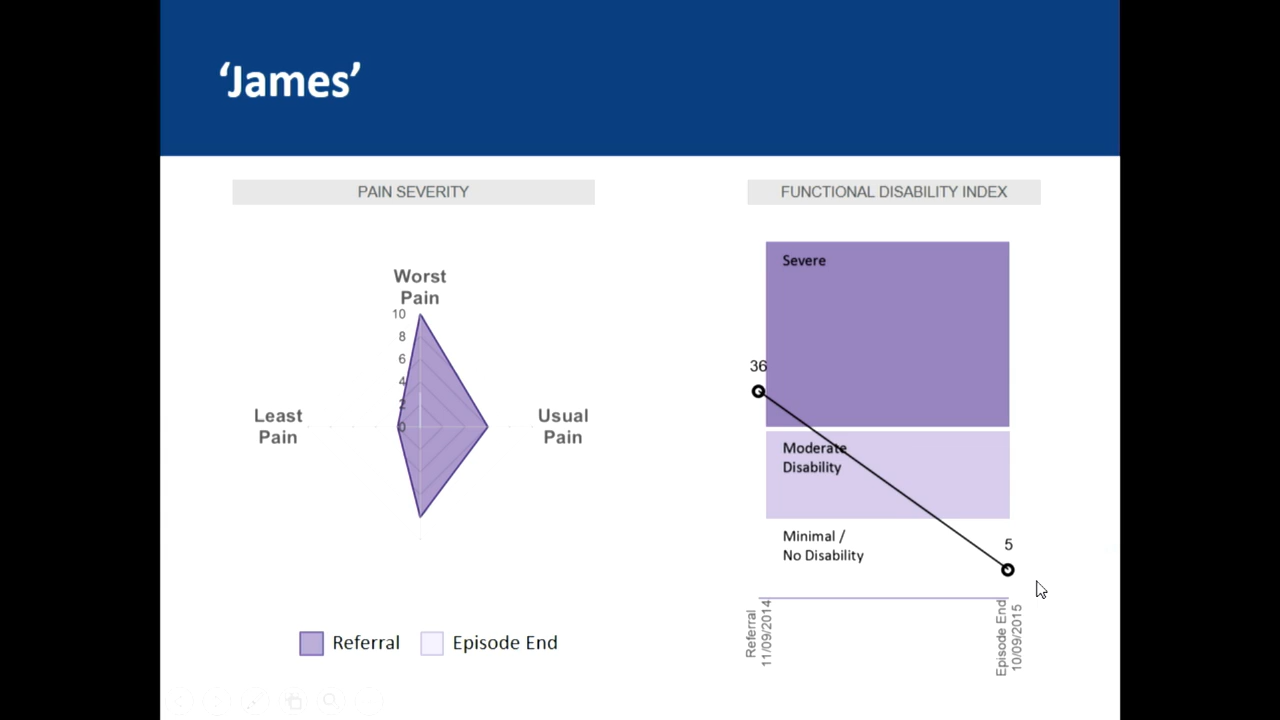 ‘James’
PAIN SEVERITY
FUNCTIONAL DISABILITY INDEX
Worst
Pain
10
8
6
4
2
0
Least
Pain
Usual
Pain
Referral
Episode End
Severe
36
Moderate
Disability
Minimal /
No Disability
5
Referral
11/09/2014
Episode End
10/09/2015